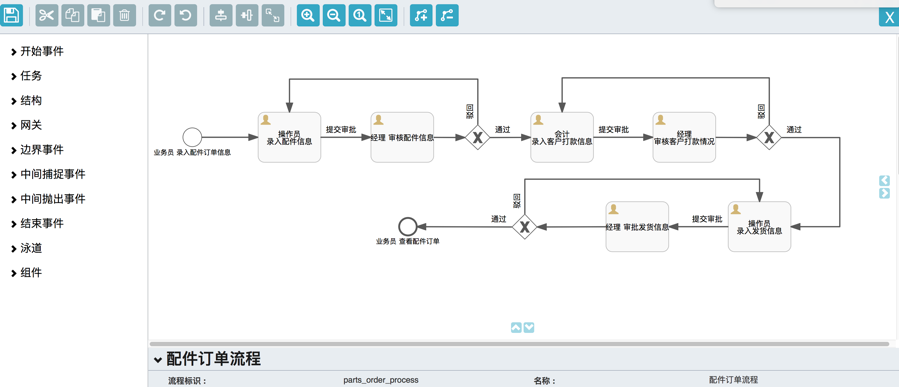 X
开始事件
任务
结构
网关
边界事件
中间捕捉事件
中间抛出事件
结束事件
泳道
组件
业务员 录入配件订单信息
操作员
录入配件信息
提交审批
经理 审核配件信息
驳回
通过
会计
录入客户打款信息
提交审批
经理
审核客户打款情况
驳回
通过
操作员
录入发货信息
提交审批
经理 审批发货信息
驳回
通过
业务员 查看配件订单
配件订单流程
流程标识：
parts_order_process
名称：
配件订单流程